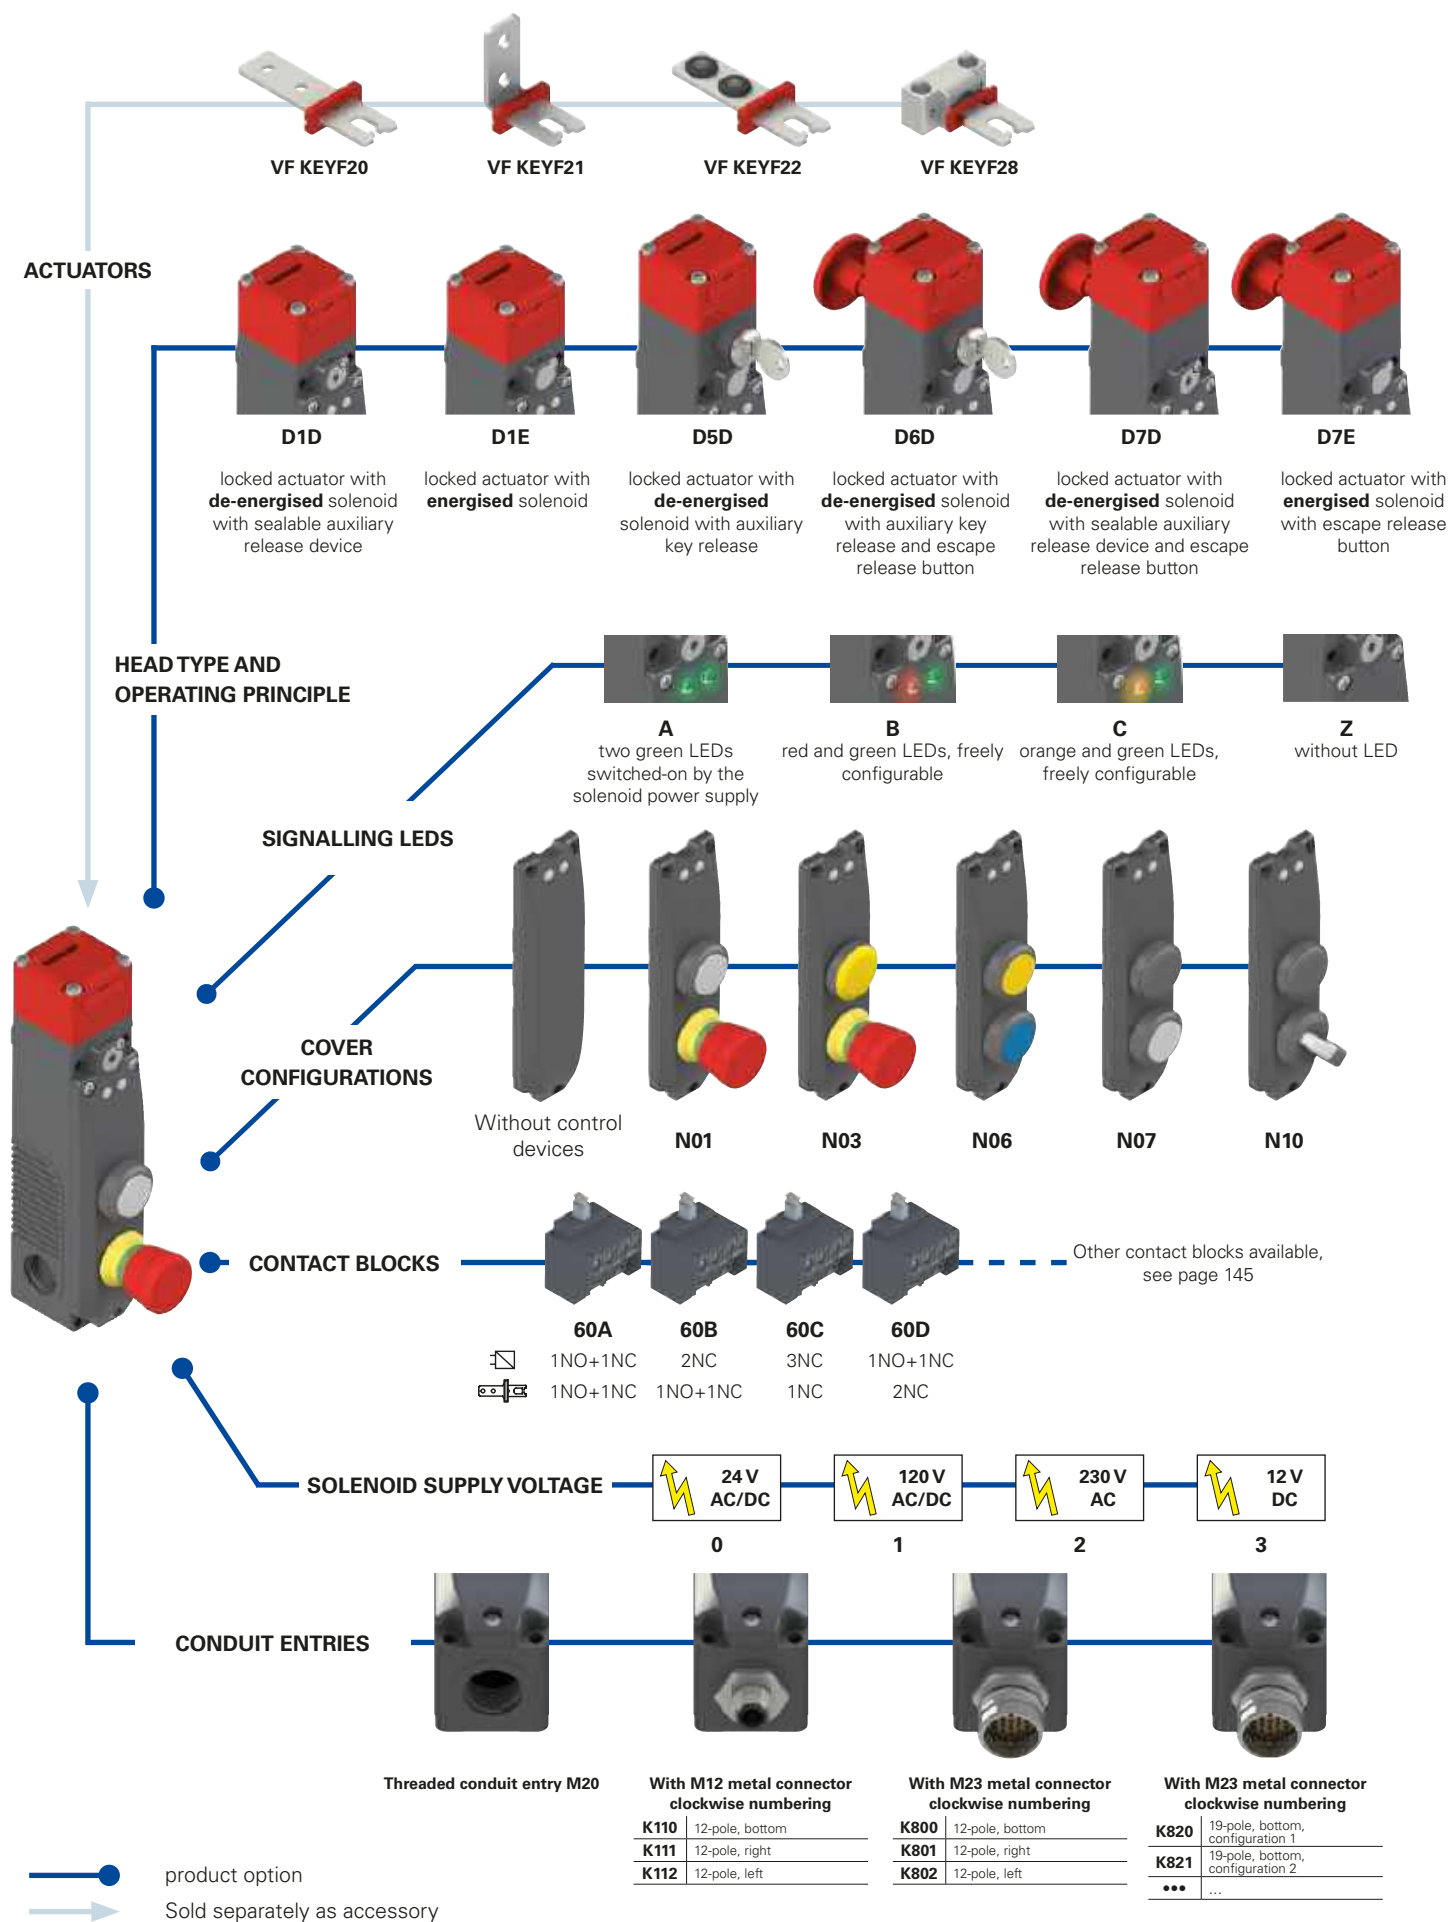 VF KEYF20
VF KEYF21
VF KEYF22
VF KEYF28
ACTUATORS
D1D
locked actuator with
de-energised solenoid
with sealable auxiliary
release device
D1E
locked actuator with
energised solenoid
D5D
locked actuator with
de-energised
solenoid with auxiliary
key release
D6D
locked actuator with
de-energised solenoid
with auxiliary key
release and escape
release button
D7D
locked actuator with
de-energised solenoid
with sealable auxiliary
release device and escape
release button
D7E
locked actuator with
energised solenoid
with escape release
button
HEAD TYPE AND
OPERATING PRINCIPLE
A
two green LEDs
switched-on by the
solenoid power supply
B
red and green LEDs, freely
configurable
C
orange and green LEDs,
freely configurable
Z
without LED
SIGNALLING LEDS
COVER
CONFIGURATIONS
Without control
devices
N01
N03
N06
N07
N10
CONTACT BLOCKS
Other contact blocks available,
see page 145
60A 60B 60C 60D
1NO+1NC 2NC 3NC 1NO+1NC
1NO+1NC 1NO+1NC 1NC 2NC
SOLENOID SUPPLY VOLTAGE
24 V
AC/DC
0
120 V
AC/DC
1
230 V
AC
2
12 V
DC
3
CONDUIT ENTRIES
Threaded conduit entry M20
With M12 metal connector
clockwise numbering
K110 12-pole, bottom
K111 12-pole, right
K112 12-pole, left
With M23 metal connector
clockwise numbering
K800 12-pole, bottom
K801 12-pole, right
K802 12-pole, left
With M23 metal connector
clockwise numbering
K820 19-pole, bottom,
configuration 1
K821 19-pole, bottom,
configuration 2
••• ...
product option
Sold separately as accessory